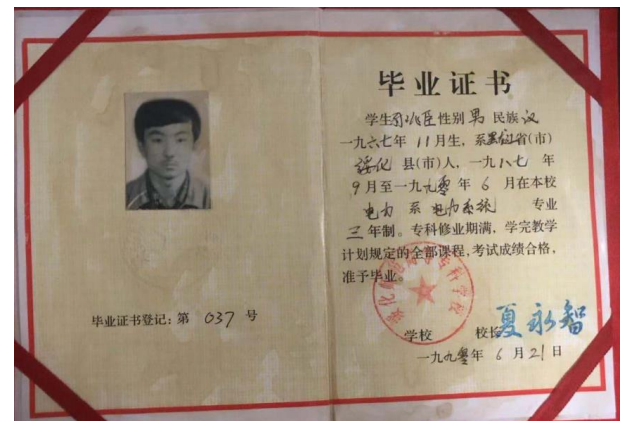 毕业证书
学生 性别男民族汉
一九六七年11月生，系黑龙江省(市)
绥化县(市)人，一九八七年
9月至一九九零年6月在本校
电力系电力系统专业
三年制。专科修业期满，学完教学
计划规定的全部课程，考试成绩合格，
准予毕业。
学校 校长夏永智
一九九零年6月21日
毕业证书登记：第037号